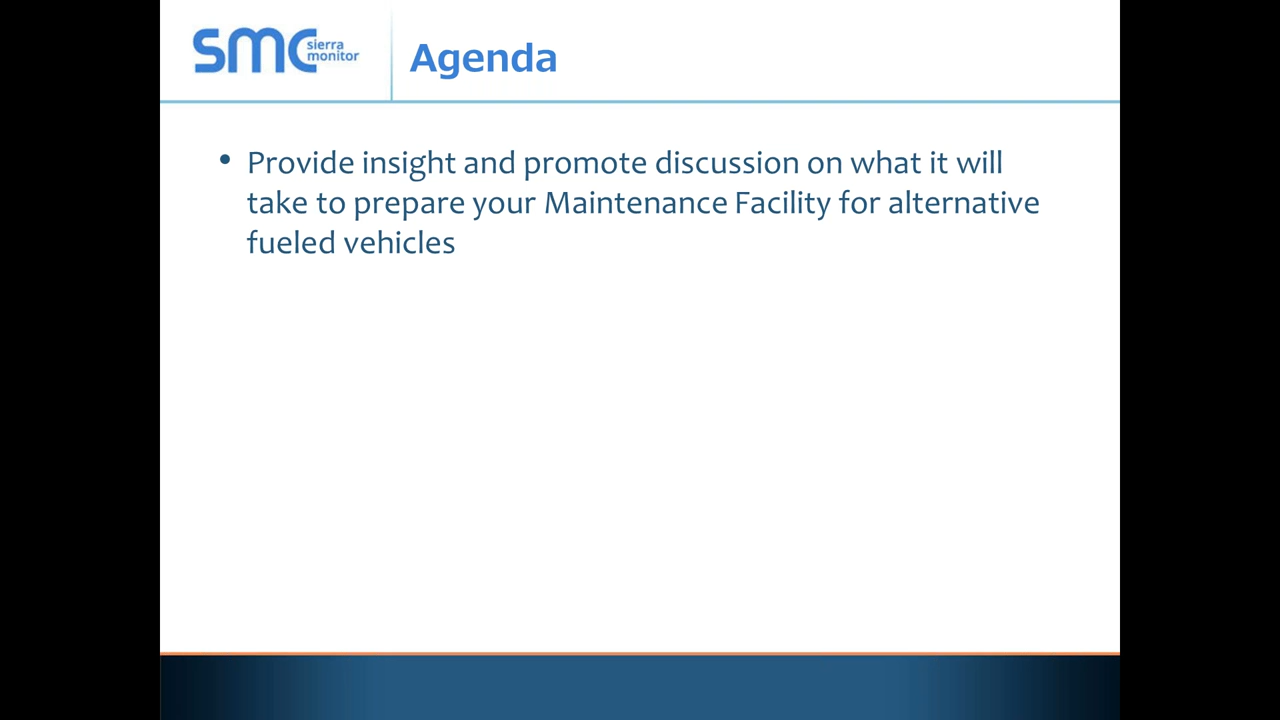 SMC sierra monitor
Agenda
• Provide insight and promote discussion on what it will
take to prepare your Maintenance Facility for alternative
fueled vehicles